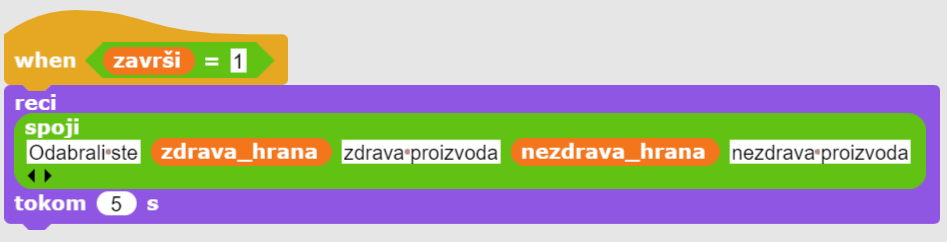 when završi = 1
reci
spoji
Odabrali ste zdrava_hrana zdrava proizvoda nezdrava_hrana nezdrava proizvoda
tokom 5 s